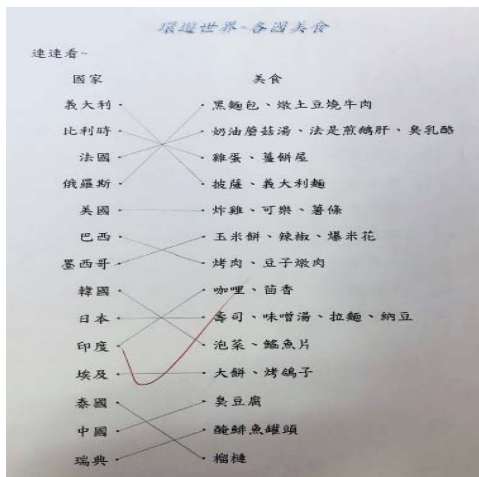 環遊世界~各國美食
連連看~
國家 美食
義大利 黑麵包、燉土豆燒牛肉
比利時 奶油蘑菇湯、法是煎鵝肝、臭乳酪
法國 雞蛋、薑餅屋
俄羅斯 披薩、義大利麵
美國 炸雞、可樂、薯條
巴西 玉米餅、辣椒、爆米花
墨西哥 烤肉、豆子燉肉
韓國 咖哩、茴香
日本 壽司、味噌湯、拉麵、納豆
印度 泡菜、鰩魚片
埃及 大餅、烤鴿子
泰國 臭豆腐
中國 醃鯡魚罐頭
瑞典 榴槤